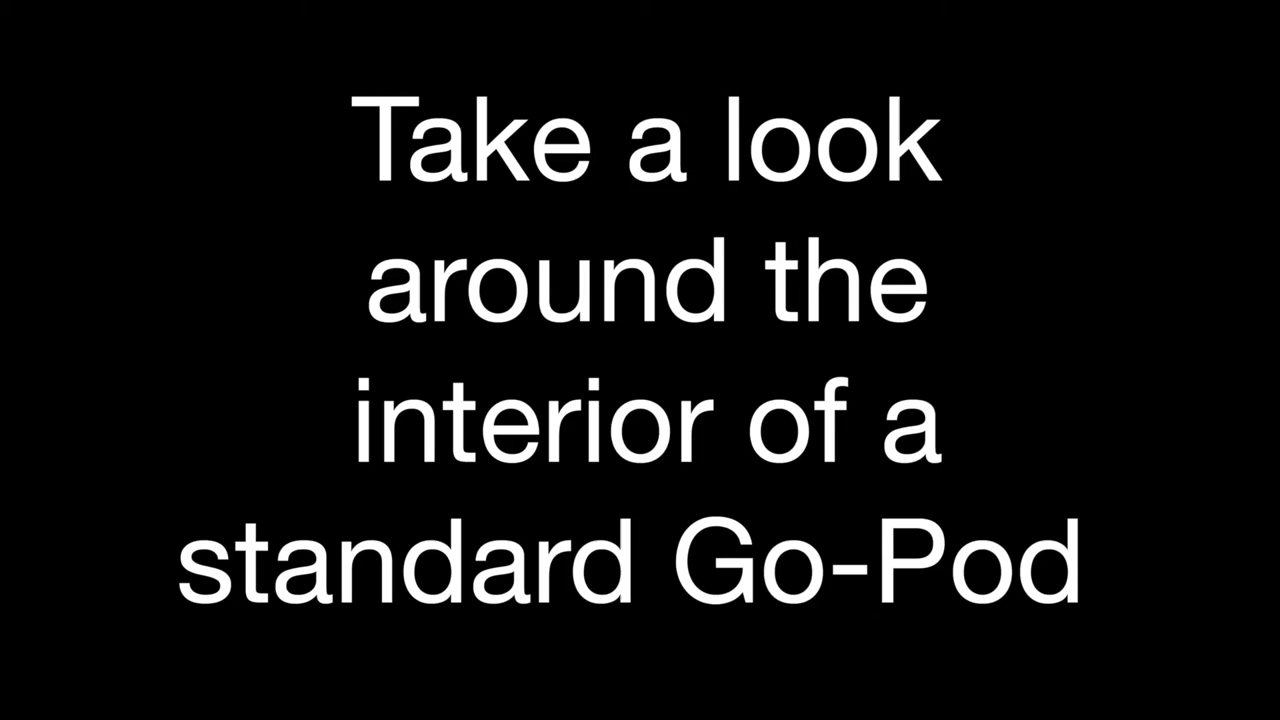 Take a look
around the
interior of a
standard Go-Pod